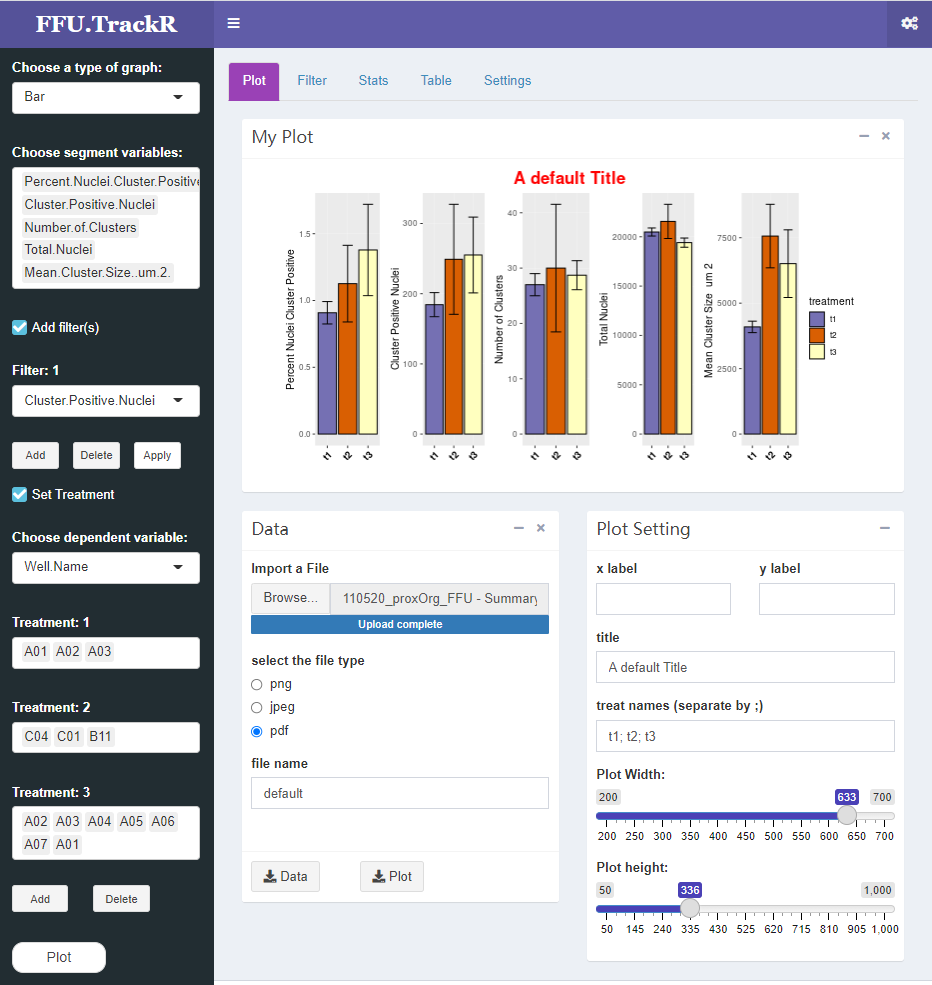 FFU.TrackR
Choose a type of graph:
Bar
Choose segment variables:
Percent.Nuclei.Cluster.Positive
Cluster.Positive.Nuclei
Number.of.Clusters
Total.Nuclei
Mean.Cluster.Size..um.2.
Add filter(s)
Filter: 1
Cluster.Positive.Nuclei
Add Delete Apply
Set Treatment
Choose dependent variable:
Well.Name
Treatment: 1
A01 A02 A03
Treatment: 2
C04 C01 B11
Treatment: 3
A02 A03 A04 A05 A06
A07 A01
Add Delete
Plot
Plot Filter Stats Table Settings
My Plot
A default Title
Percent Nuclei Cluster Positive
1.5
1.0
0.5
0.0
t1 t2 t3
Cluster Positive Nuclei
300
200
100
0
t1 t2 t3
Number of Clusters
40
30
20
10
0
t1 t2 t3
Total Nuclei
20000
15000
10000
5000
0
t1 t2 t3
Mean Cluster Size um 2
7500
5000
2500
0
t1 t2 t3
treatment
t1
t2
t3
Data
Import a File
Browse... 110520_proxOrg_FFU - Summary
Upload complete
select the file type
png
jpeg
pdf
file name
default
Data Plot
Plot Setting
x label y label
title
A default Title
treat names (separate by ;)
t1; t2; t3
Plot Width:
200 633 700
200 250 300 350 400 450 500 550 600 650 700
Plot height:
50 336 1,000
50 145 240 335 430 525 620 715 810 905 1,000